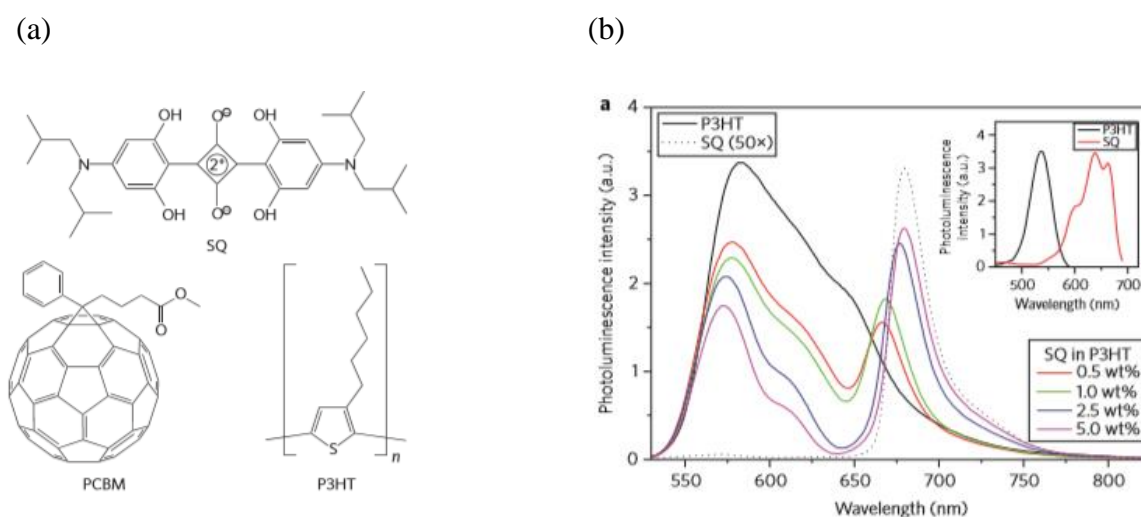 (a)
OH
O⊖
OH
N
2+
N
OH
O⊖
OH
SQ
O
O
PCBM
S
n
P3HT
(b)
a
P3HT
SQ (50×)
Photoluminescence intensity (a.u.)
4
3
2
1
0
550
600
650
700
750
800
Wavelength (nm)
P3HT
SQ
Photoluminescence
intensity (a.u.)
4
3
2
1
0
500
600
700
Wavelength (nm)
SQ in P3HT
0.5 wt%
1.0 wt%
2.5 wt%
5.0 wt%